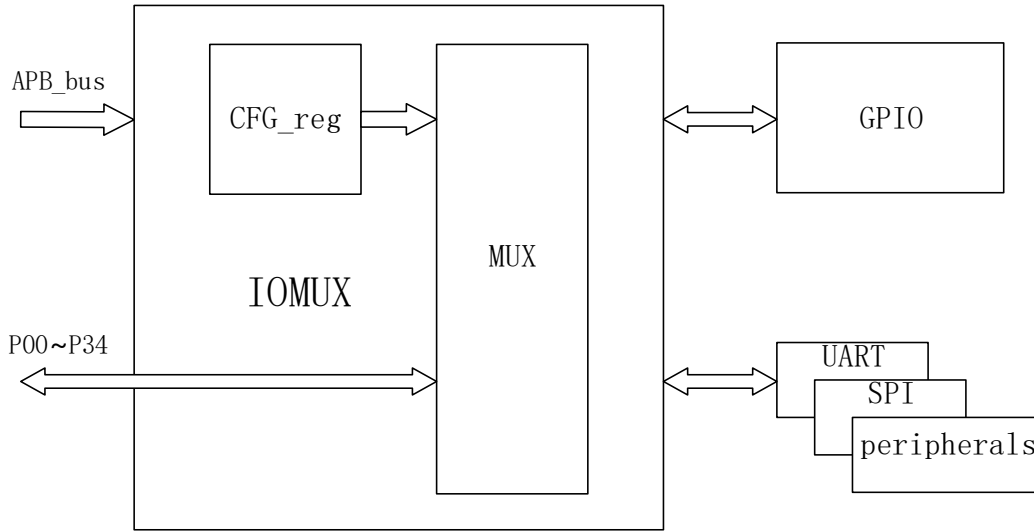 APB_bus
CFG_reg
GPIO
MUX
IOMUX
P00~P34
UART
SPI
peripherals